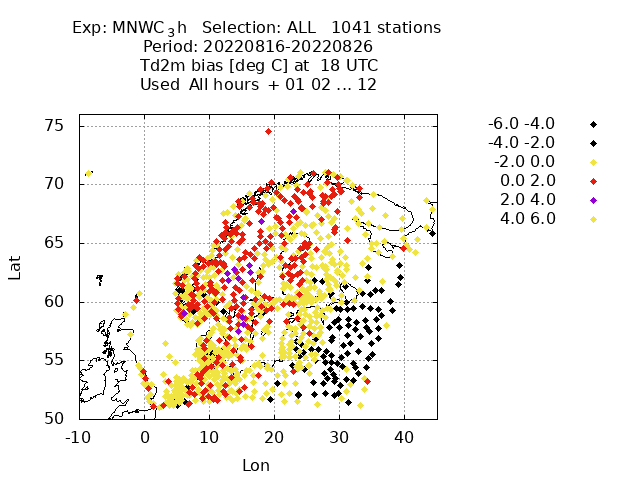 Exp: MNWC_3h Selection: ALL 1041 stations
Period: 20220816-20220826
Td2m bias [deg C] at 18 UTC
Used All hours + 01 02 ... 12
-6.0 -4.0
-4.0 -2.0
-2.0 0.0
0.0 2.0
2.0 4.0
4.0 6.0
75
70
65
60
55
50
Lat
-10 0 10 20 30 40
Lon